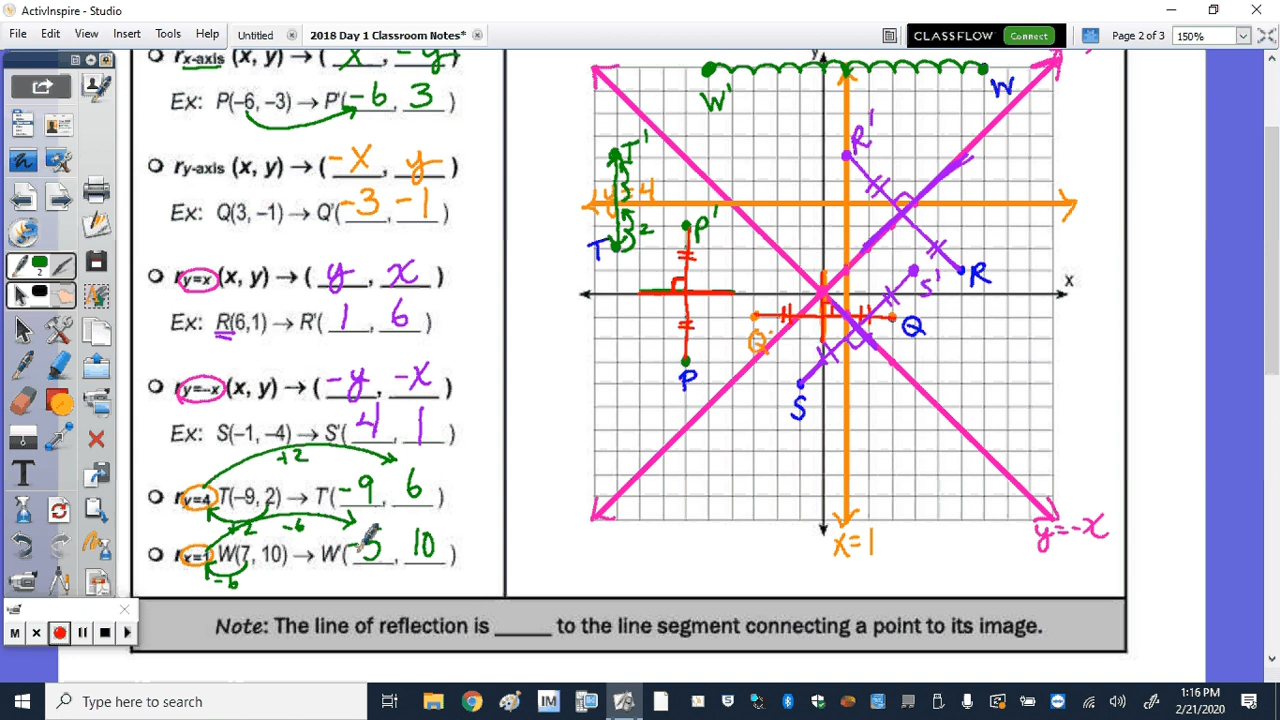 ActivInspire - Studio
File Edit View Insert Tools Help
Untitled
2018 Day 1 Classroom Notes*
CLASSFLOW Connect
Page 2 of 3
150%
r x-axis (x, y) → ( x , -y )
Ex: P(−6, −3) → P'( -6 , 3 )
r y-axis (x, y) → ( -x , y )
Ex: Q(3, −1) → Q'( -3 , -1 )
r y=x (x, y) → ( y , x )
Ex: R(6,1) → R'( 1 , 6 )
r y=−x (x, y) → ( -y , -x )
Ex: S(−1, −4) → S'( 4 , 1 )
+2
r y=4 T(−9, 2) → T'( -9 , 6 )
+2 -6
r x=1 W(7, 10) → W'( -5 , 10 )
-6
y
W'
W
R'
T'
y=4
2
2
T
P'
R
S'
x
Q'
Q
P
S
x=1
y=-x
Note: The line of reflection is _____ to the line segment connecting a point to its image.
Type here to search
1:16 PM
2/21/2020